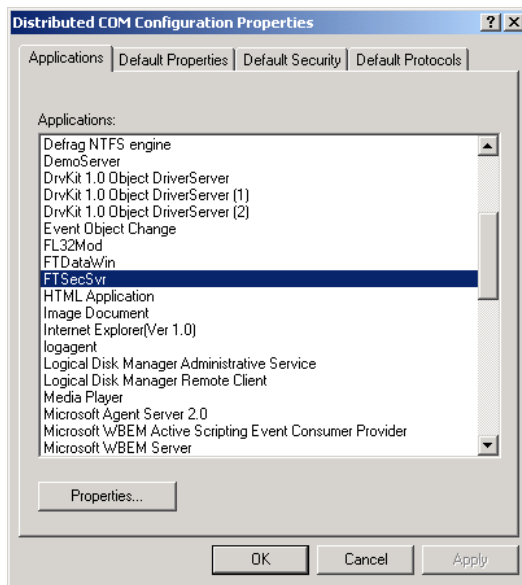 Distributed COM Configuration Properties
Applications Default Properties Default Security Default Protocols
Applications:
Defrag NTFS engine
DemoServer
DrvKit 1.0 Object DriverServer
DrvKit 1.0 Object DriverServer (1)
DrvKit 1.0 Object DriverServer (2)
Event Object Change
FL32Mod
FTDataWin
FTSecSvr
HTML Application
Image Document
Internet Explorer(Ver 1.0)
logagent
Logical Disk Manager Administrative Service
Logical Disk Manager Remote Client
Media Player
Microsoft Agent Server 2.0
Microsoft WBEM Active Scripting Event Consumer Provider
Microsoft WBEM Server
Properties...
OK Cancel Apply